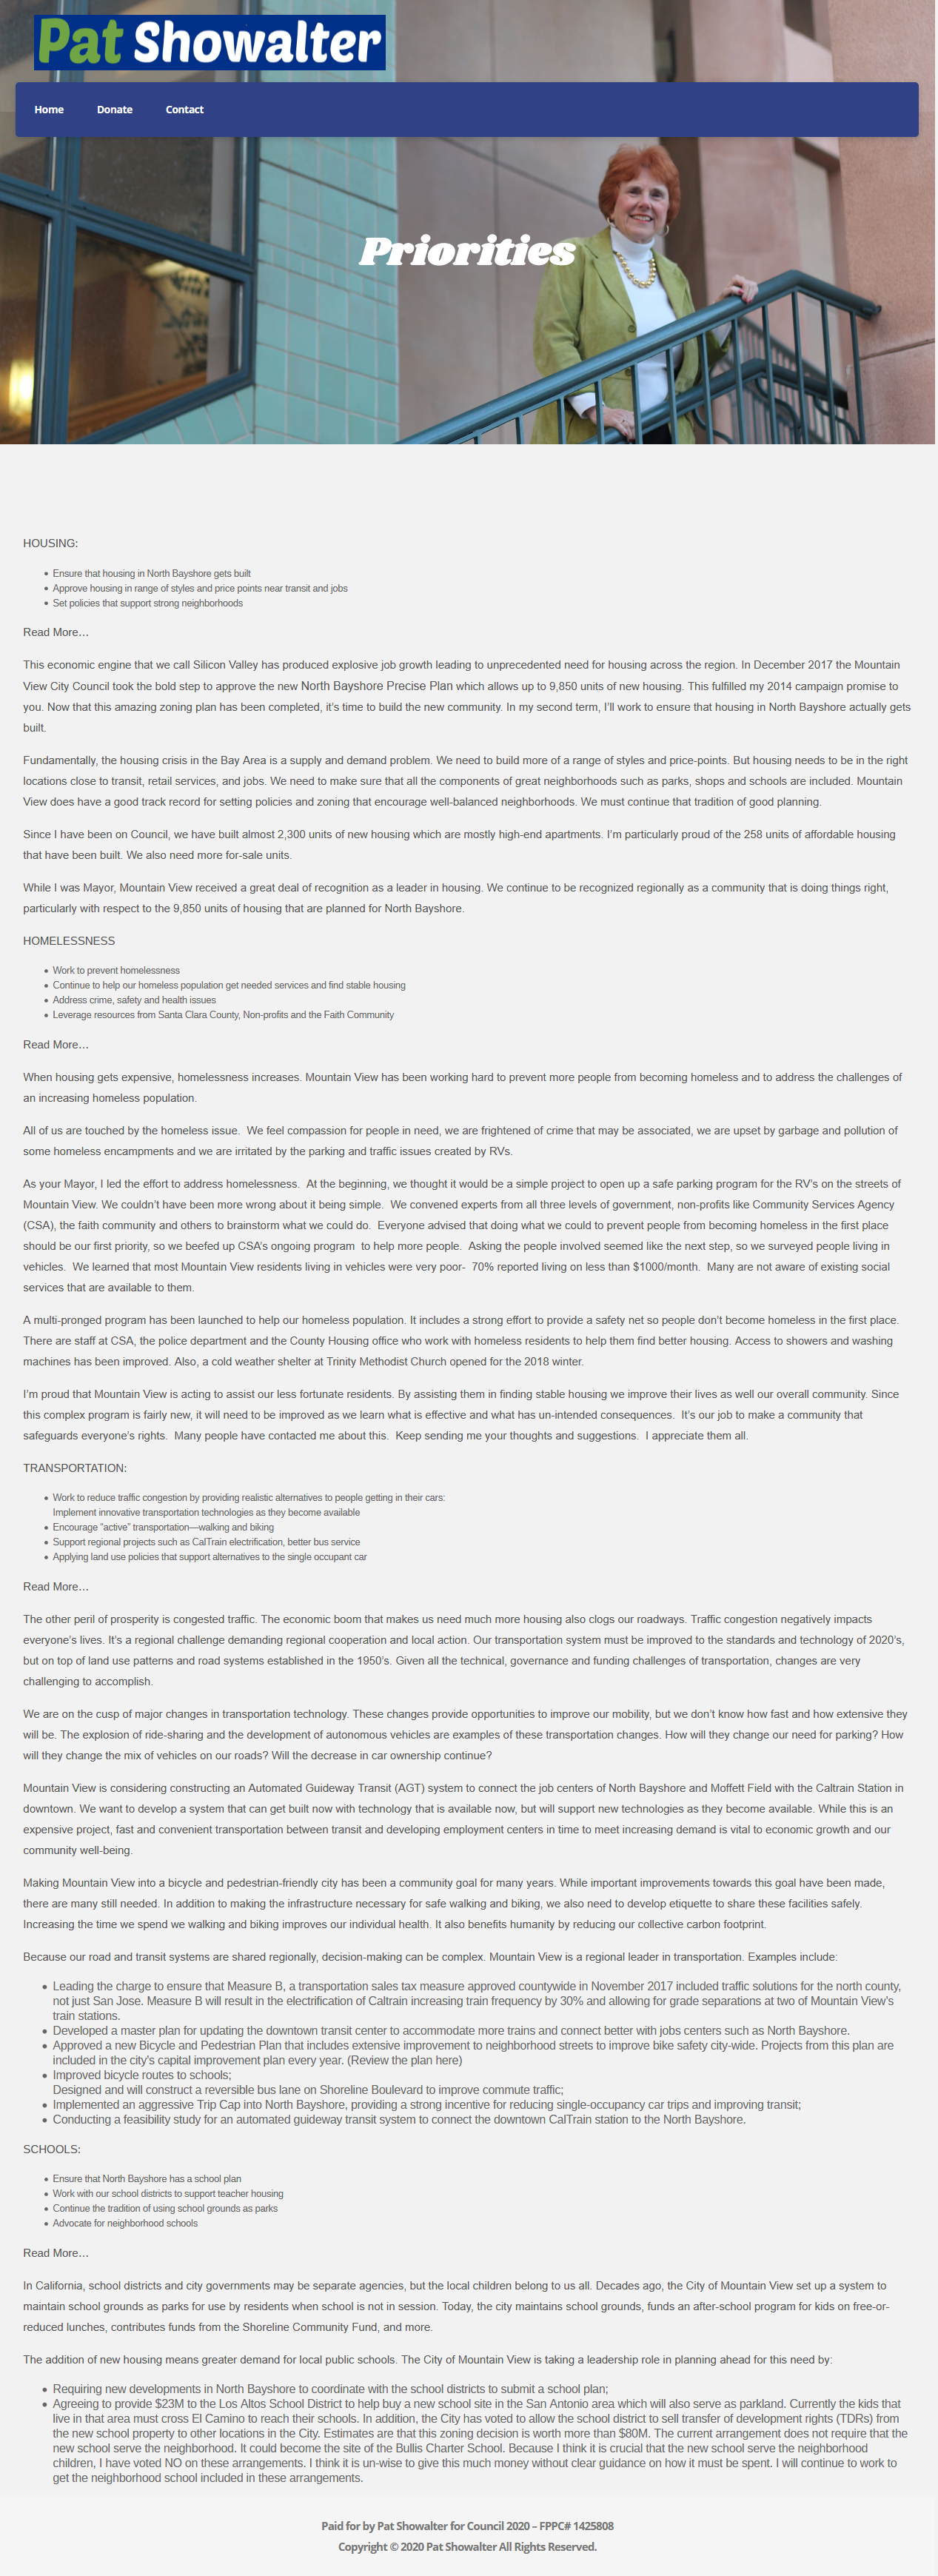 Pat Showalter
Home Donate Contact
Priorities
HOUSING:
• Ensure that housing in North Bayshore gets built
• Approve housing in range of styles and price points near transit and jobs
• Set policies that support strong neighborhoods
Read More…
This economic engine that we call Silicon Valley has produced explosive job growth leading to unprecedented need for housing across the region. In December 2017 the Mountain
View City Council took the bold step to approve the new North Bayshore Precise Plan which allows up to 9,850 units of new housing. This fulfilled my 2014 campaign promise to
you. Now that this amazing zoning plan has been completed, it’s time to build the new community. In my second term, I’ll work to ensure that housing in North Bayshore actually gets
built.
Fundamentally, the housing crisis in the Bay Area is a supply and demand problem. We need to build more of a range of styles and price-points. But housing needs to be in the right
locations close to transit, retail services, and jobs. We need to make sure that all the components of great neighborhoods such as parks, shops and schools are included. Mountain
View does have a good track record for setting policies and zoning that encourage well-balanced neighborhoods. We must continue that tradition of good planning.
Since I have been on Council, we have built almost 2,300 units of new housing which are mostly high-end apartments. I’m particularly proud of the 258 units of affordable housing
that have been built. We also need more for-sale units.
While I was Mayor, Mountain View received a great deal of recognition as a leader in housing. We continue to be recognized regionally as a community that is doing things right,
particularly with respect to the 9,850 units of housing that are planned for North Bayshore.
HOMELESSNESS
• Work to prevent homelessness
• Continue to help our homeless population get needed services and find stable housing
• Address crime, safety and health issues
• Leverage resources from Santa Clara County, Non-profits and the Faith Community
Read More…
When housing gets expensive, homelessness increases. Mountain View has been working hard to prevent more people from becoming homeless and to address the challenges of
an increasing homeless population.
All of us are touched by the homeless issue.  We feel compassion for people in need, we are frightened of crime that may be associated, we are upset by garbage and pollution of
some homeless encampments and we are irritated by the parking and traffic issues created by RVs.
As your Mayor, I led the effort to address homelessness.  At the beginning, we thought it would be a simple project to open up a safe parking program for the RV’s on the streets of
Mountain View. We couldn’t have been more wrong about it being simple.  We convened experts from all three levels of government, non-profits like Community Services Agency
(CSA), the faith community and others to brainstorm what we could do.  Everyone advised that doing what we could to prevent people from becoming homeless in the first place
should be our first priority, so we beefed up CSA’s ongoing program  to help more people.  Asking the people involved seemed like the next step, so we surveyed people living in
vehicles.  We learned that most Mountain View residents living in vehicles were very poor-  70% reported living on less than $1000/month.  Many are not aware of existing social
services that are available to them.
A multi-pronged program has been launched to help our homeless population. It includes a strong effort to provide a safety net so people don’t become homeless in the first place.
There are staff at CSA, the police department and the County Housing office who work with homeless residents to help them find better housing. Access to showers and washing
machines has been improved. Also, a cold weather shelter at Trinity Methodist Church opened for the 2018 winter.
I’m proud that Mountain View is acting to assist our less fortunate residents. By assisting them in finding stable housing we improve their lives as well our overall community. Since
this complex program is fairly new, it will need to be improved as we learn what is effective and what has un-intended consequences.  It’s our job to make a community that
safeguards everyone’s rights.  Many people have contacted me about this.  Keep sending me your thoughts and suggestions.  I appreciate them all.
TRANSPORTATION:
• Work to reduce traffic congestion by providing realistic alternatives to people getting in their cars:
Implement innovative transportation technologies as they become available
• Encourage “active” transportation—walking and biking
• Support regional projects such as CalTrain electrification, better bus service
• Applying land use policies that support alternatives to the single occupant car
Read More…
The other peril of prosperity is congested traffic. The economic boom that makes us need much more housing also clogs our roadways. Traffic congestion negatively impacts
everyone’s lives. It’s a regional challenge demanding regional cooperation and local action. Our transportation system must be improved to the standards and technology of 2020’s,
but on top of land use patterns and road systems established in the 1950’s. Given all the technical, governance and funding challenges of transportation, changes are very
challenging to accomplish.
We are on the cusp of major changes in transportation technology. These changes provide opportunities to improve our mobility, but we don’t know how fast and how extensive they
will be. The explosion of ride-sharing and the development of autonomous vehicles are examples of these transportation changes. How will they change our need for parking? How
will they change the mix of vehicles on our roads? Will the decrease in car ownership continue?
Mountain View is considering constructing an Automated Guideway Transit (AGT) system to connect the job centers of North Bayshore and Moffett Field with the Caltrain Station in
downtown. We want to develop a system that can get built now with technology that is available now, but will support new technologies as they become available. While this is an
expensive project, fast and convenient transportation between transit and developing employment centers in time to meet increasing demand is vital to economic growth and our
community well-being.
Making Mountain View into a bicycle and pedestrian-friendly city has been a community goal for many years. While important improvements towards this goal have been made,
there are many still needed. In addition to making the infrastructure necessary for safe walking and biking, we also need to develop etiquette to share these facilities safely.
Increasing the time we spend we walking and biking improves our individual health. It also benefits humanity by reducing our collective carbon footprint.
Because our road and transit systems are shared regionally, decision-making can be complex. Mountain View is a regional leader in transportation. Examples include:
• Leading the charge to ensure that Measure B, a transportation sales tax measure approved countywide in November 2017 included traffic solutions for the north county,
not just San Jose. Measure B will result in the electrification of Caltrain increasing train frequency by 30% and allowing for grade separations at two of Mountain View’s
train stations.
• Developed a master plan for updating the downtown transit center to accommodate more trains and connect better with jobs centers such as North Bayshore.
• Approved a new Bicycle and Pedestrian Plan that includes extensive improvement to neighborhood streets to improve bike safety city-wide. Projects from this plan are
included in the city’s capital improvement plan every year. (Review the plan here)
• Improved bicycle routes to schools;
Designed and will construct a reversible bus lane on Shoreline Boulevard to improve commute traffic;
• Implemented an aggressive Trip Cap into North Bayshore, providing a strong incentive for reducing single-occupancy car trips and improving transit;
• Conducting a feasibility study for an automated guideway transit system to connect the downtown CalTrain station to the North Bayshore.
SCHOOLS:
• Ensure that North Bayshore has a school plan
• Work with our school districts to support teacher housing
• Continue the tradition of using school grounds as parks
• Advocate for neighborhood schools
Read More…
In California, school districts and city governments may be separate agencies, but the local children belong to us all. Decades ago, the City of Mountain View set up a system to
maintain school grounds as parks for use by residents when school is not in session. Today, the city maintains school grounds, funds an after-school program for kids on free-or-
reduced lunches, contributes funds from the Shoreline Community Fund, and more.
The addition of new housing means greater demand for local public schools. The City of Mountain View is taking a leadership role in planning ahead for this need by:
• Requiring new developments in North Bayshore to coordinate with the school districts to submit a school plan;
• Agreeing to provide $23M to the Los Altos School District to help buy a new school site in the San Antonio area which will also serve as parkland. Currently the kids that
live in that area must cross El Camino to reach their schools. In addition, the City has voted to allow the school district to sell transfer of development rights (TDRs) from
the new school property to other locations in the City. Estimates are that this zoning decision is worth more than $80M. The current arrangement does not require that the
new school serve the neighborhood. It could become the site of the Bullis Charter School. Because I think it is crucial that the new school serve the neighborhood
children, I have voted NO on these arrangements. I think it is un-wise to give this much money without clear guidance on how it must be spent. I will continue to work to
get the neighborhood school included in these arrangements.
Paid for by Pat Showalter for Council 2020 – FPPC# 1425808
Copyright © 2020 Pat Showalter All Rights Reserved.